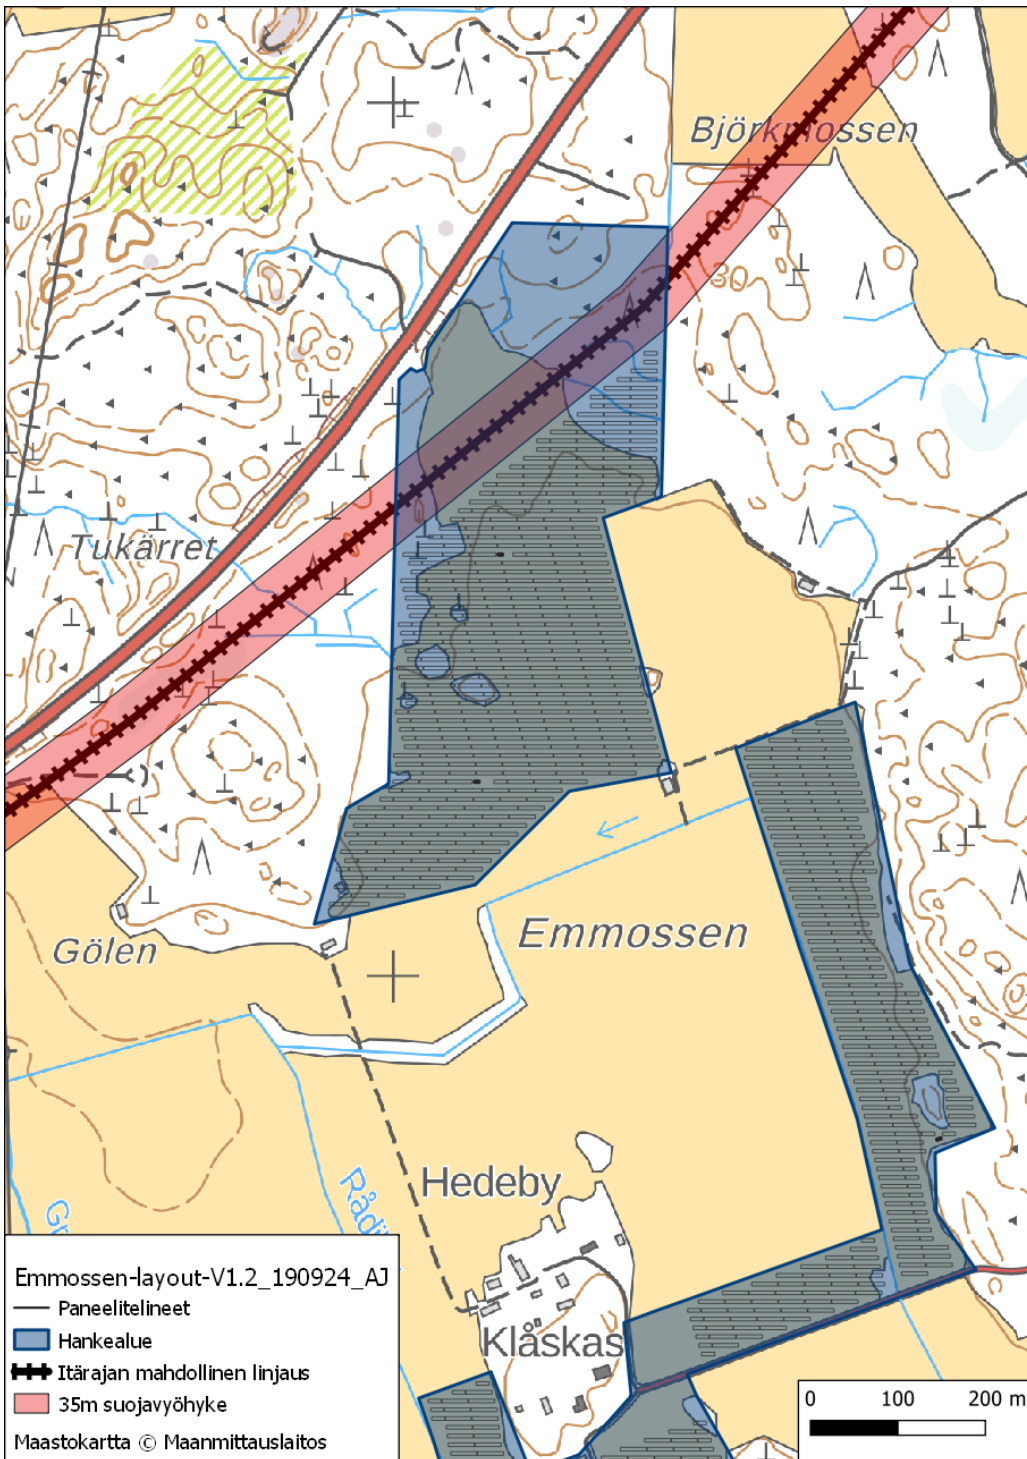 Björkmossen
30
Tukärret
Emmossen
Gölen
Hedeby
Klåskas
Emmossen-layout-V1.2_190924_AJ
Paneelitelineet
Hankealue
Itärajan mahdollinen linjaus
35m suojavyöhyke
Maastokartta © Maanmittauslaitos
0 100 200 m